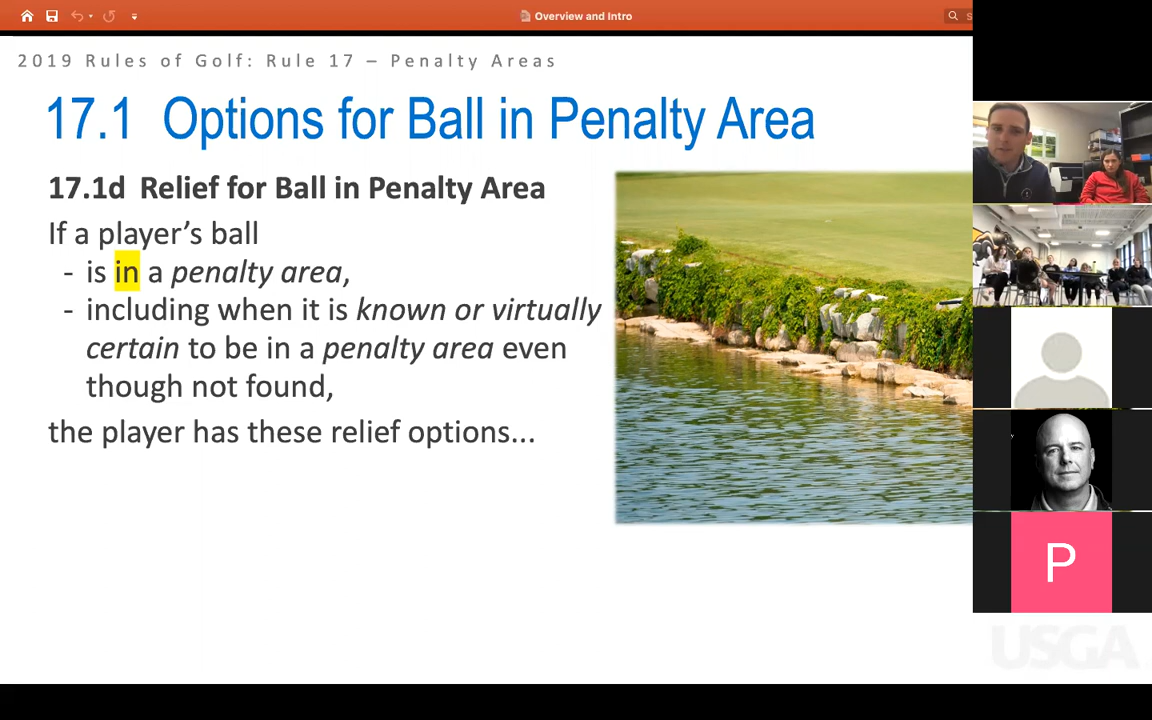 Overview and Intro
S
2019 Rules of Golf: Rule 17 – Penalty Areas
17.1 Options for Ball in Penalty Area
17.1d Relief for Ball in Penalty Area
If a player's ball
- is in a penalty area,
- including when it is known or virtually
certain to be in a penalty area even
though not found,
the player has these relief options...
P
USGA